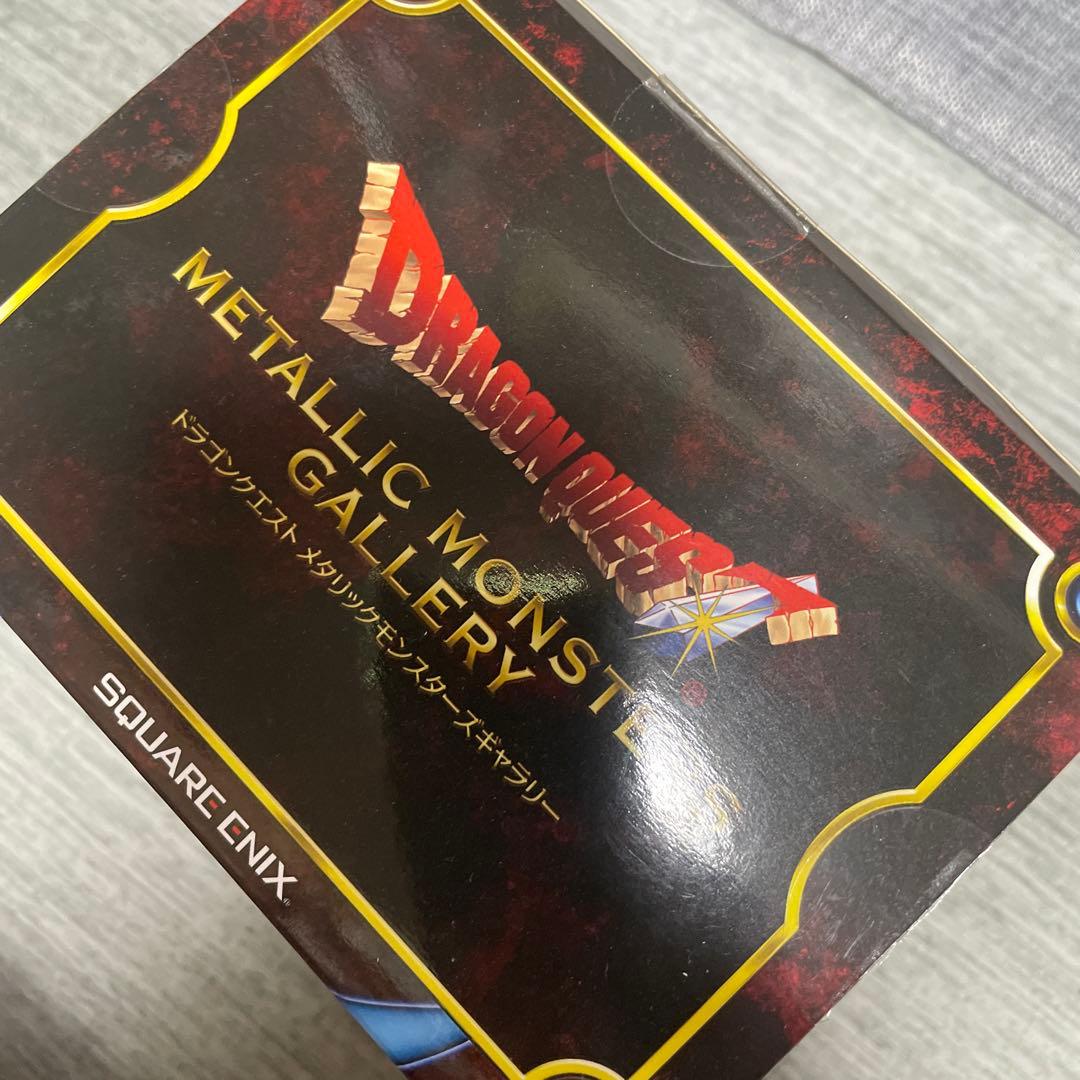 DRAGON QUEST
METALLIC MONSTERS
GALLERY
ドラゴンクエスト メタリックモンスターズギャラリー
SQUARE ENIX